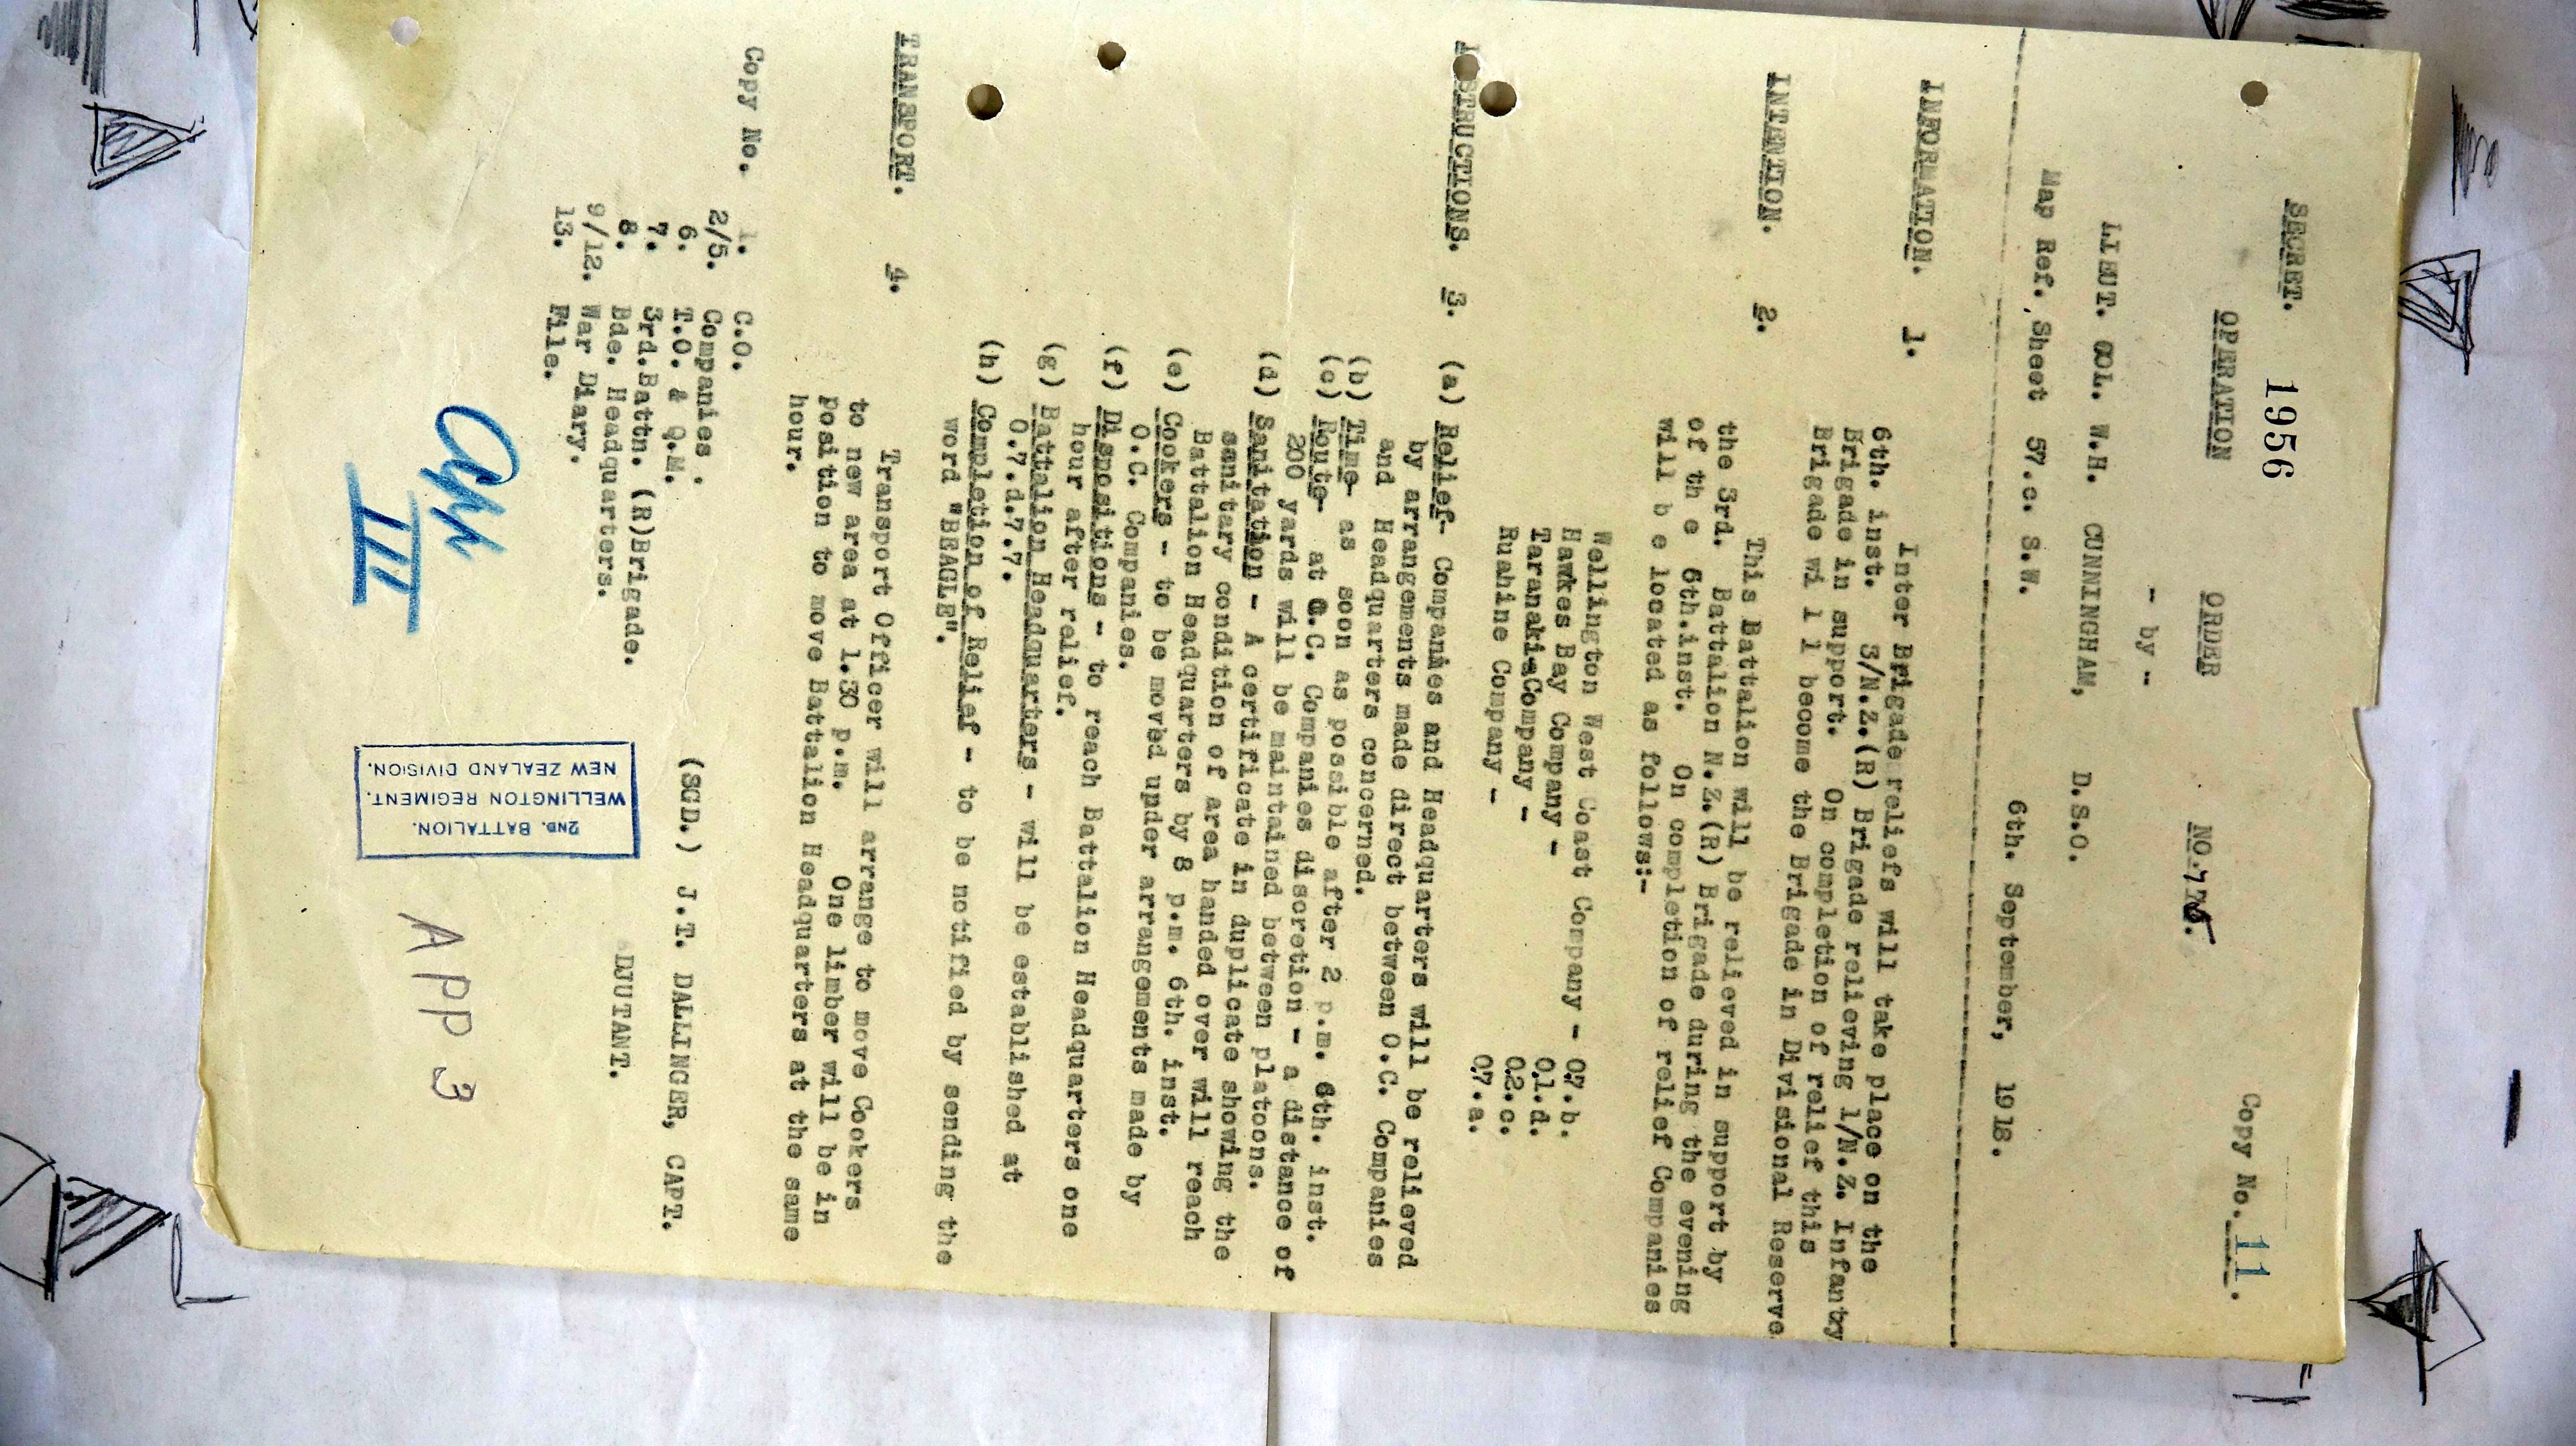 SECRET. 1956
OPERATION ORDER NO.
Copy No. 11.
- by -
LIEUT. COL. W.H. CUNNINGHAM, D.S.O.
Map Ref. Sheet 57.c. S.W. 6th. September, 1918.
INFORMATION. 1. Inter Brigade reliefs will take place on the
6th. inst. 3/N.Z.(R) Brigade relieving 1/N.Z. Infantry
Brigade in support. On completion of relief this
Brigade wi l l become the Brigade in Divisional Reserve
INTENTION. 2. This Battalion will be relieved in support by
the 3rd. Battalion N.Z.(R) Brigade during the evening
of th e 6th.inst. On completion of relief Companies
will b e located as follows:-
Wellington West Coast Company - 07.b.
Hawkes Bay Company - 01.d.
Taranaki Company - 02.c.
Ruahine Company - 07.a.
INSTRUCTIONS. 3. (a) Relief- Companies and Headquarters will be relieved
by arrangements made direct between O.C. Companies
and Headquarters concerned.
(b) Time- as soon as possible after 2 p.m. 6th. inst.
(c) Route- at O.C. Companies discretion - a distance of
200 yards will be maintained between platoons.
(d) Sanitation - A certificate in duplicate showing the
sanitary condition of area handed over will reach
Battalion Headquarters by 8 p.m. 6th. inst.
(e) Cookers - to be moved under arrangements made by
O.C. Companies.
(f) Dispositions - to reach Battalion Headquarters one
hour after relief.
(g) Battalion Headquarters - will be established at
0.7.d.7.7.
(h) Completion of Relief - to be notified by sending the
word "BEAGLE".
TRANSPORT. 4. Transport Officer will arrange to move Cookers
to new area at 1.30 p.m. One limber will be in
position to move Battalion Headquarters at the same
hour.
(SGD.) J.T. DALLINGER, CAPT.
ADJUTANT.
Copy No. 1. C.O.
2/5. Companies.
6. T.O. & Q.M.
7. 3rd.Battn. (R)Brigade.
8. Bde. Headquarters.
9/12. War Diary.
13. File.
2ND. BATTALION.
WELLINGTON REGIMENT.
NEW ZEALAND DIVISION.
III
APP 3